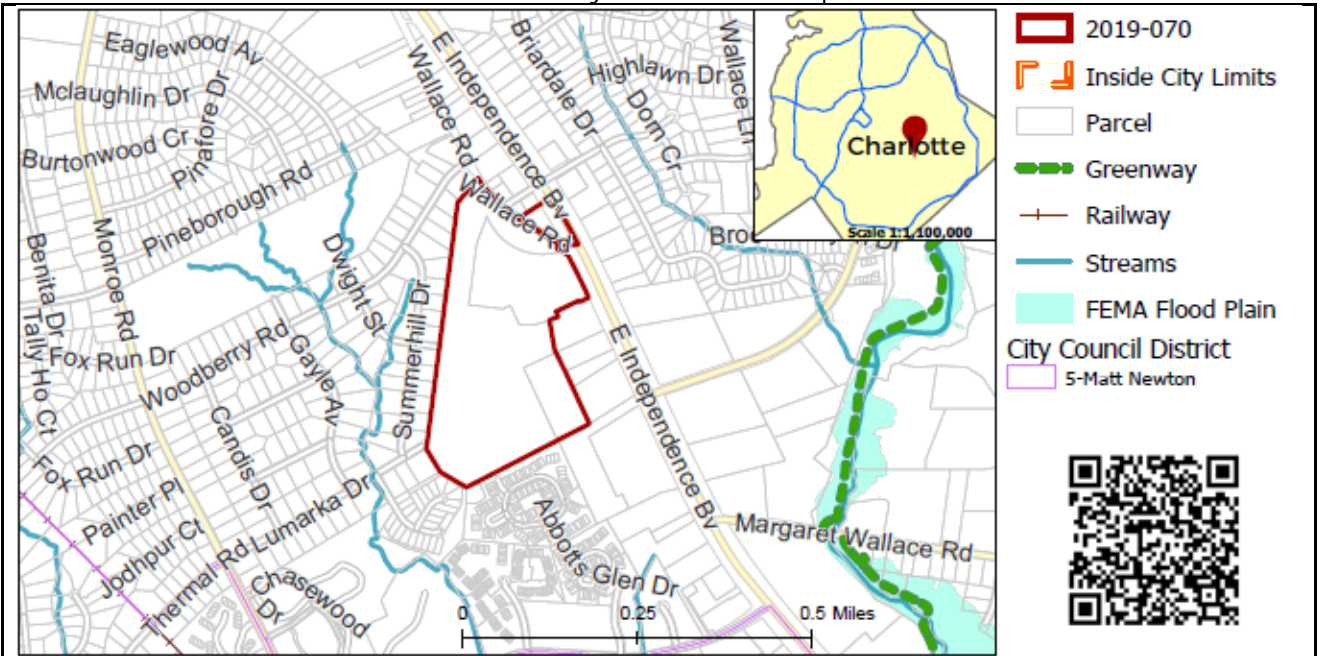 Eaglewood Av
Mclaughlin Dr
Pinafore Dr
Burtonwood Cr
Pineborough Rd
Monroe Rd
Benita Dr
Tally Ho Ct
Fox Run Dr
Woodberry Rd
Dwight St
Gayle Av
Summerhill Dr
Candis Dr
Fox Run Dr
Painter Pl
Jodhpur Ct
Thermal Rd
Lumarka Dr
Chasewood Dr
Wallace Rd
E Independence Bv
Wallace Rd
Briardale Dr
Highlawn Dr
Dorn Cr
Wallace Ln
E Independence Bv
Abbotts Glen Dr
Margaret Wallace Rd
0 0.25 0.5 Miles
Charlotte
Scale 1:1,100,000
2019-070
Inside City Limits
Parcel
Greenway
Railway
Streams
FEMA Flood Plain
City Council District
5-Matt Newton